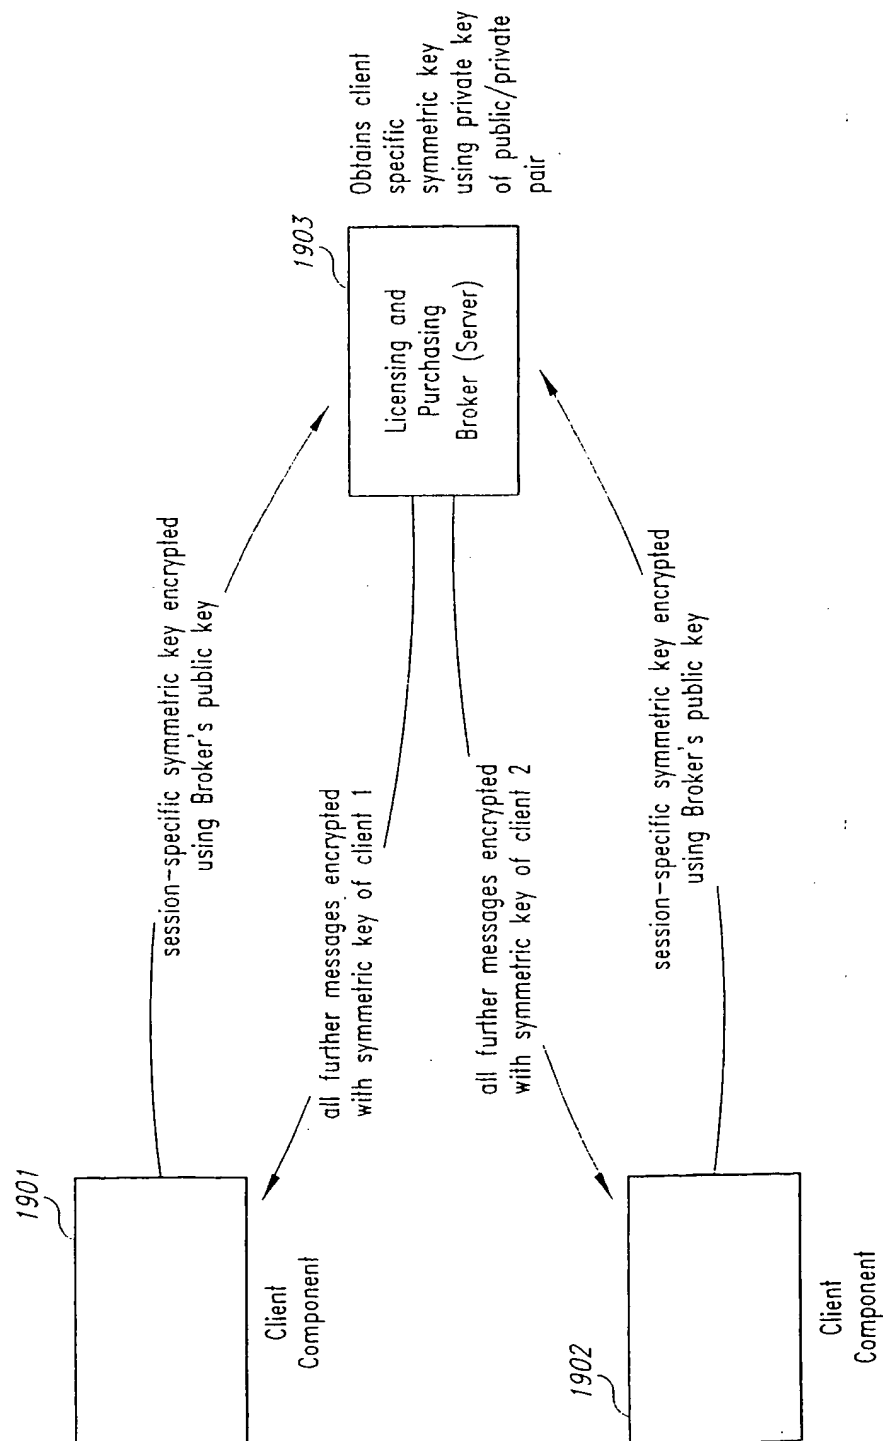 1901
Client
Component
session-specific symmetric key encrypted
using Broker's public key
all further messages encrypted
with symmetric key of client 1
1903
Licensing and
Purchasing
Broker (Server)
Obtains client
specific
symmetric key
using private key
of public/private
pair
all further messages encrypted
with symmetric key of client 2
session-specific symmetric key encrypted
using Broker's public key
1902
Client
Component